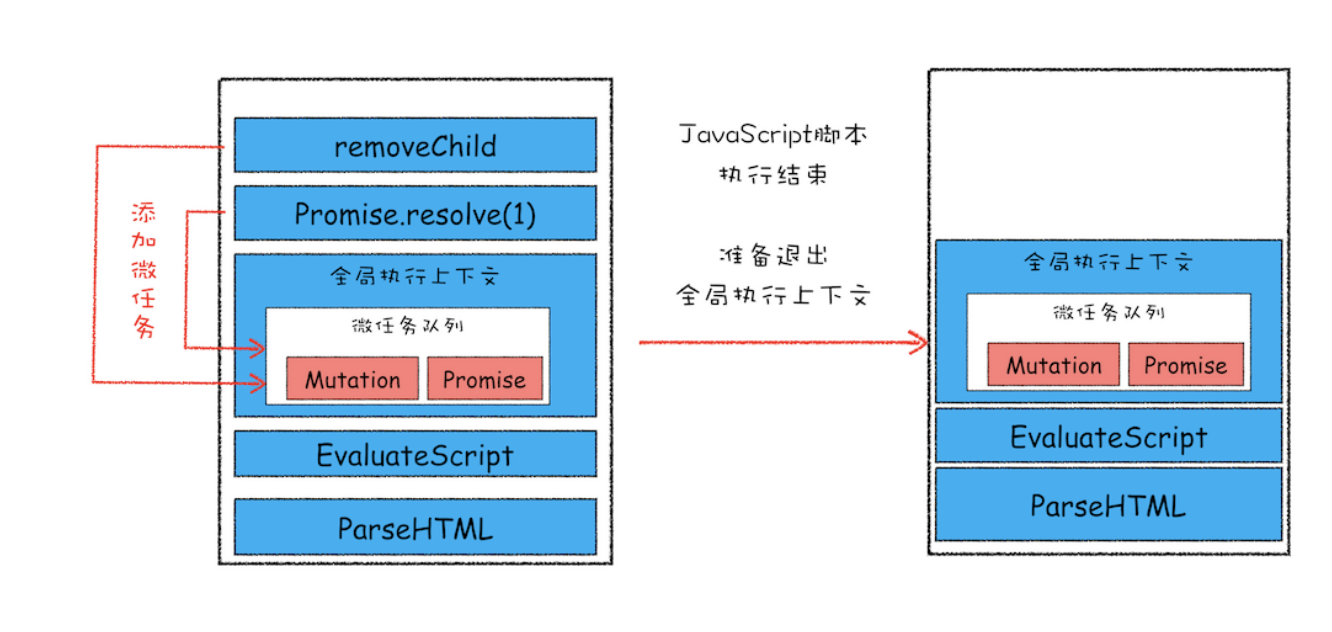 removeChild
Promise.resolve(1)
添加微任务
全局执行上下文
微任务队列
Mutation
Promise
EvaluateScript
ParseHTML
JavaScript脚本
执行结束
准备退出
全局执行上下文
全局执行上下文
微任务队列
Mutation
Promise
EvaluateScript
ParseHTML